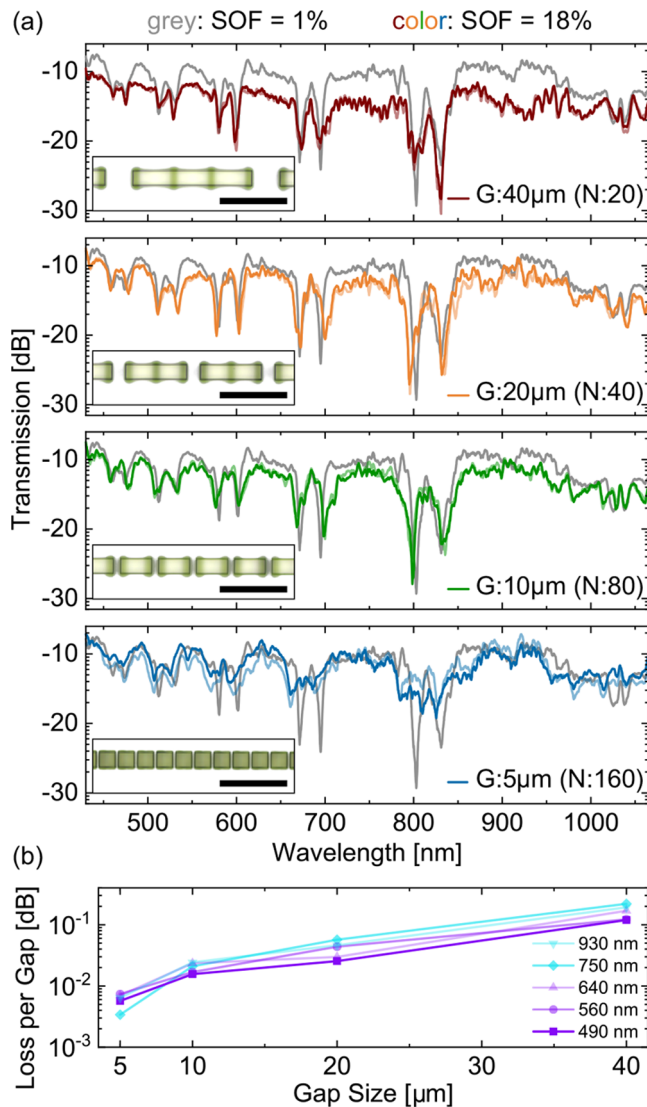 (a)
grey: SOF = 1% color: SOF = 18%
-10
-20
-30
G:40µm (N:20)
-10
-20
-30
G:20µm (N:40)
-10
-20
-30
G:10µm (N:80)
-10
-20
-30
G:5µm (N:160)
Transmission [dB]
500 600 700 800 900 1000
Wavelength [nm]
(b)
Loss per Gap [dB]
10-1
10-2
10-3
930 nm
750 nm
640 nm
560 nm
490 nm
5 10 20 30 40
Gap Size [µm]